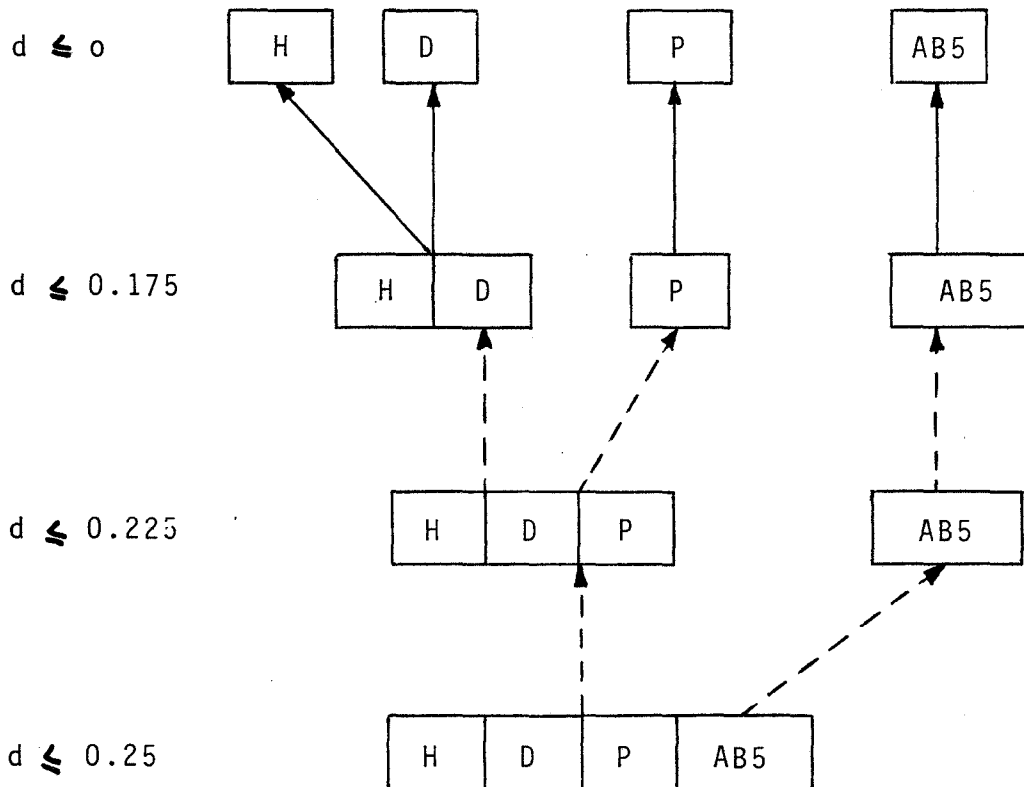 d ≦ o H D P AB5
d ≦ 0.175 H D P AB5
d ≦ 0.225 H D P AB5
d ≦ 0.25 H D P AB5